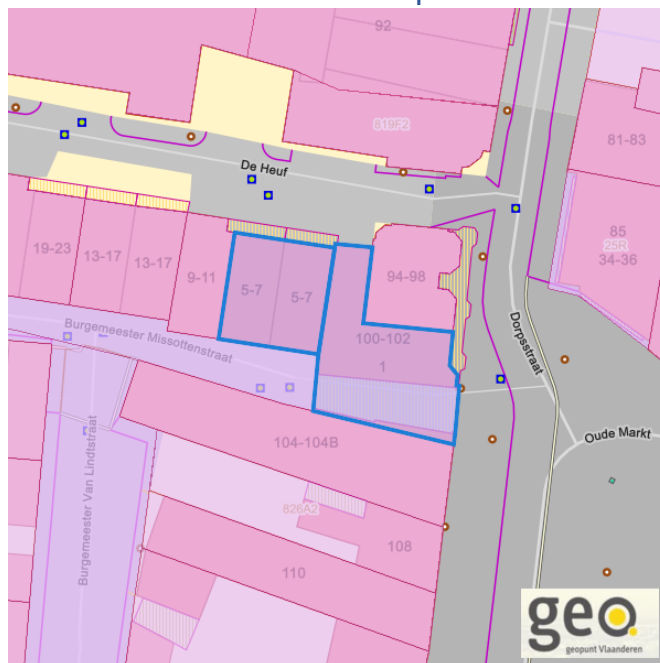 92
819F2
81-83
De Heuf
85
25R
34-36
19-23
13-17
13-17
9-11
5-7
5-7
94-98
100-102
1
Burgemeester Missottenstraat
Dorpsstraat
Oude Markt
104-104B
Burgemeester Van Lindtstraat
826A2
108
110
geo
geopunt Vlaanderen